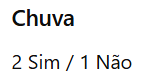 Chuva
2 Sim / 1 Não